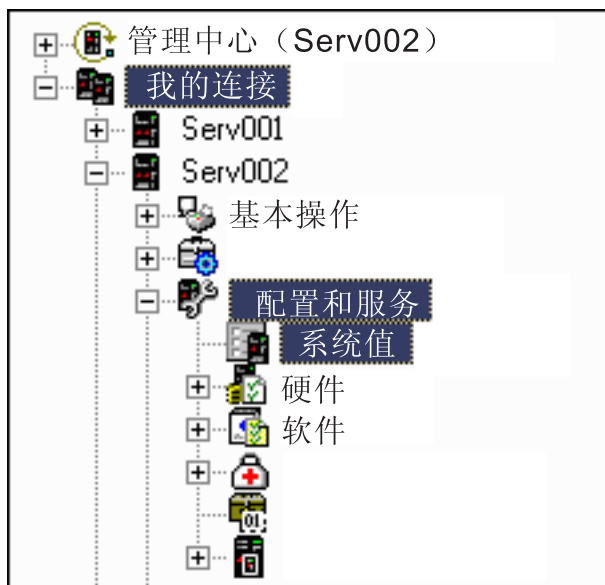 管理中心（Serv002）
我的连接
Serv001
Serv002
基本操作
配置和服务
系统值
硬件
软件
01